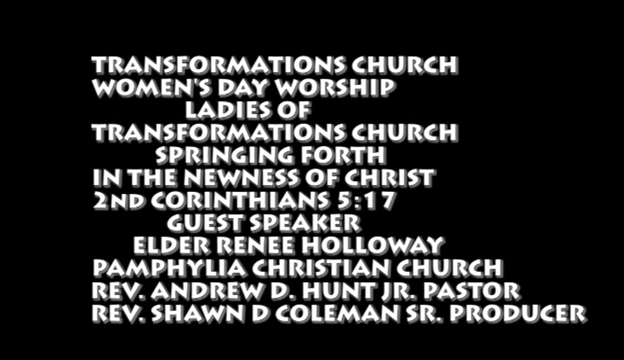 TRANSFORMATIONS CHURCH
WOMEN'S DAY WORSHIP
LADIES OF
TRANSFORMATIONS CHURCH
SPRINGING FORTH
IN THE NEWNESS OF CHRIST
2ND CORINTHIANS 5:17
GUEST SPEAKER
ELDER RENEE HOLLOWAY
PAMPHYLIA CHRISTIAN CHURCH
REV. ANDREW D. HUNT JR. PASTOR
REV. SHAWN D COLEMAN SR. PRODUCER